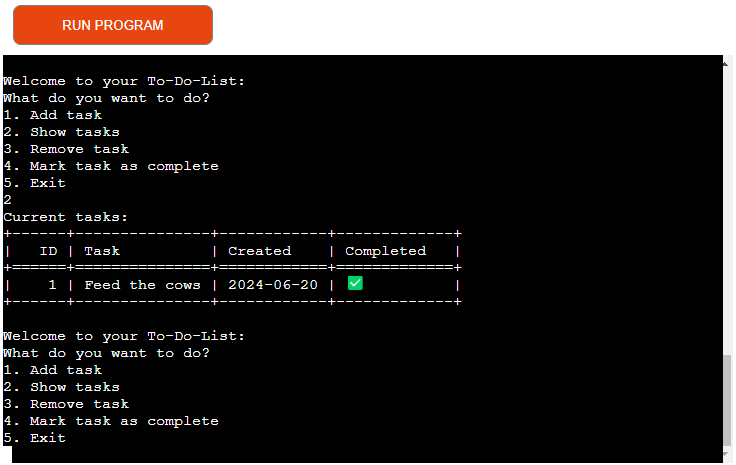 RUN PROGRAM
Welcome to your To-Do-List:
What do you want to do?
1. Add task
2. Show tasks
3. Remove task
4. Mark task as complete
5. Exit
2
Current tasks:
+------+---------------+------------+-------------+
|   ID | Task          | Created    | Completed   |
+======+===============+============+=============+
|    1 | Feed the cows | 2024-06-20 | ✅          |
+------+---------------+------------+-------------+
Welcome to your To-Do-List:
What do you want to do?
1. Add task
2. Show tasks
3. Remove task
4. Mark task as complete
5. Exit